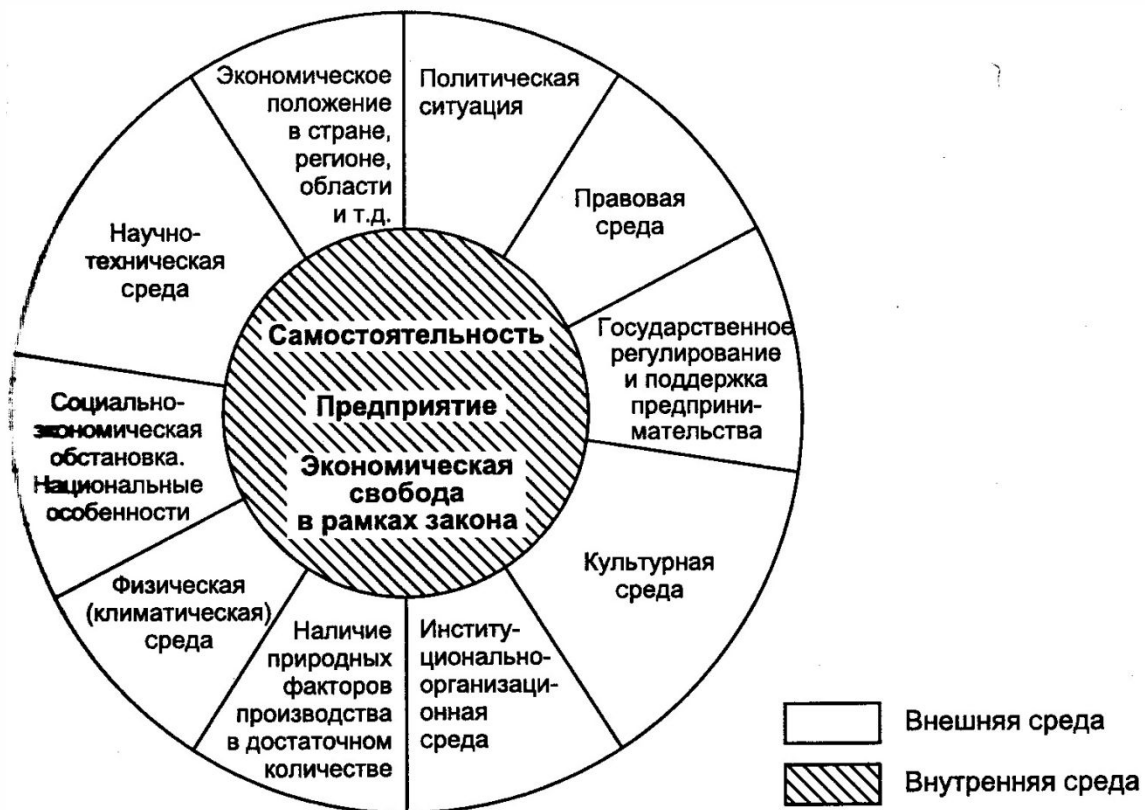 Экономическое
положение
в стране,
регионе,
области
и т.д.
Политическая
ситуация
Правовая
среда
Государственное
регулирование
и поддержка
предприни-
мательства
Культурная
среда
Институ-
ционально-
организаци-
онная
среда
Наличие
природных
факторов
производства
в достаточном
количестве
Физическая
(климатическая)
среда
Социально-
экономическая
обстановка.
Национальные
особенности
Научно-
техническая
среда
Самостоятельность
Предприятие
Экономическая
свобода
в рамках закона
Внешняя среда
Внутренняя среда